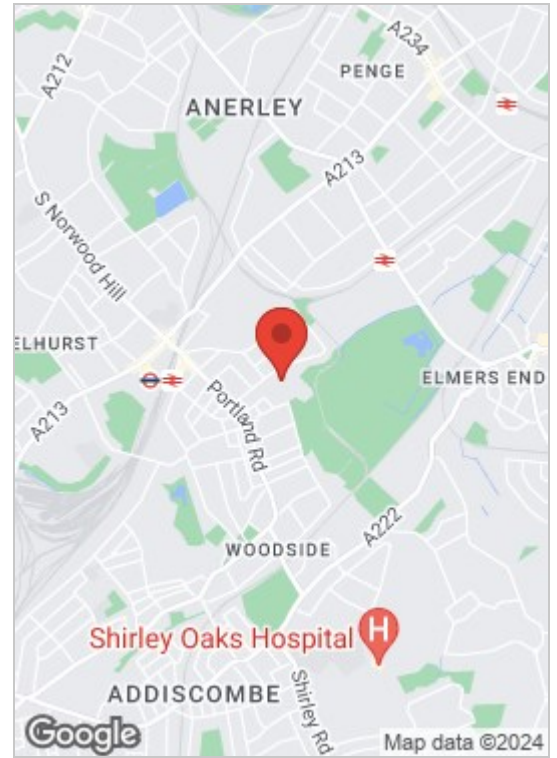 A234
A212
PENGE
ANERLEY
A213
S Norwood Hill
ELHURST
ELMERS END
A213
Portland Rd
A222
WOODSIDE
Shirley Oaks Hospital
H
ADDISCOMBE
Shirley Rd
Google
Map data ©2024